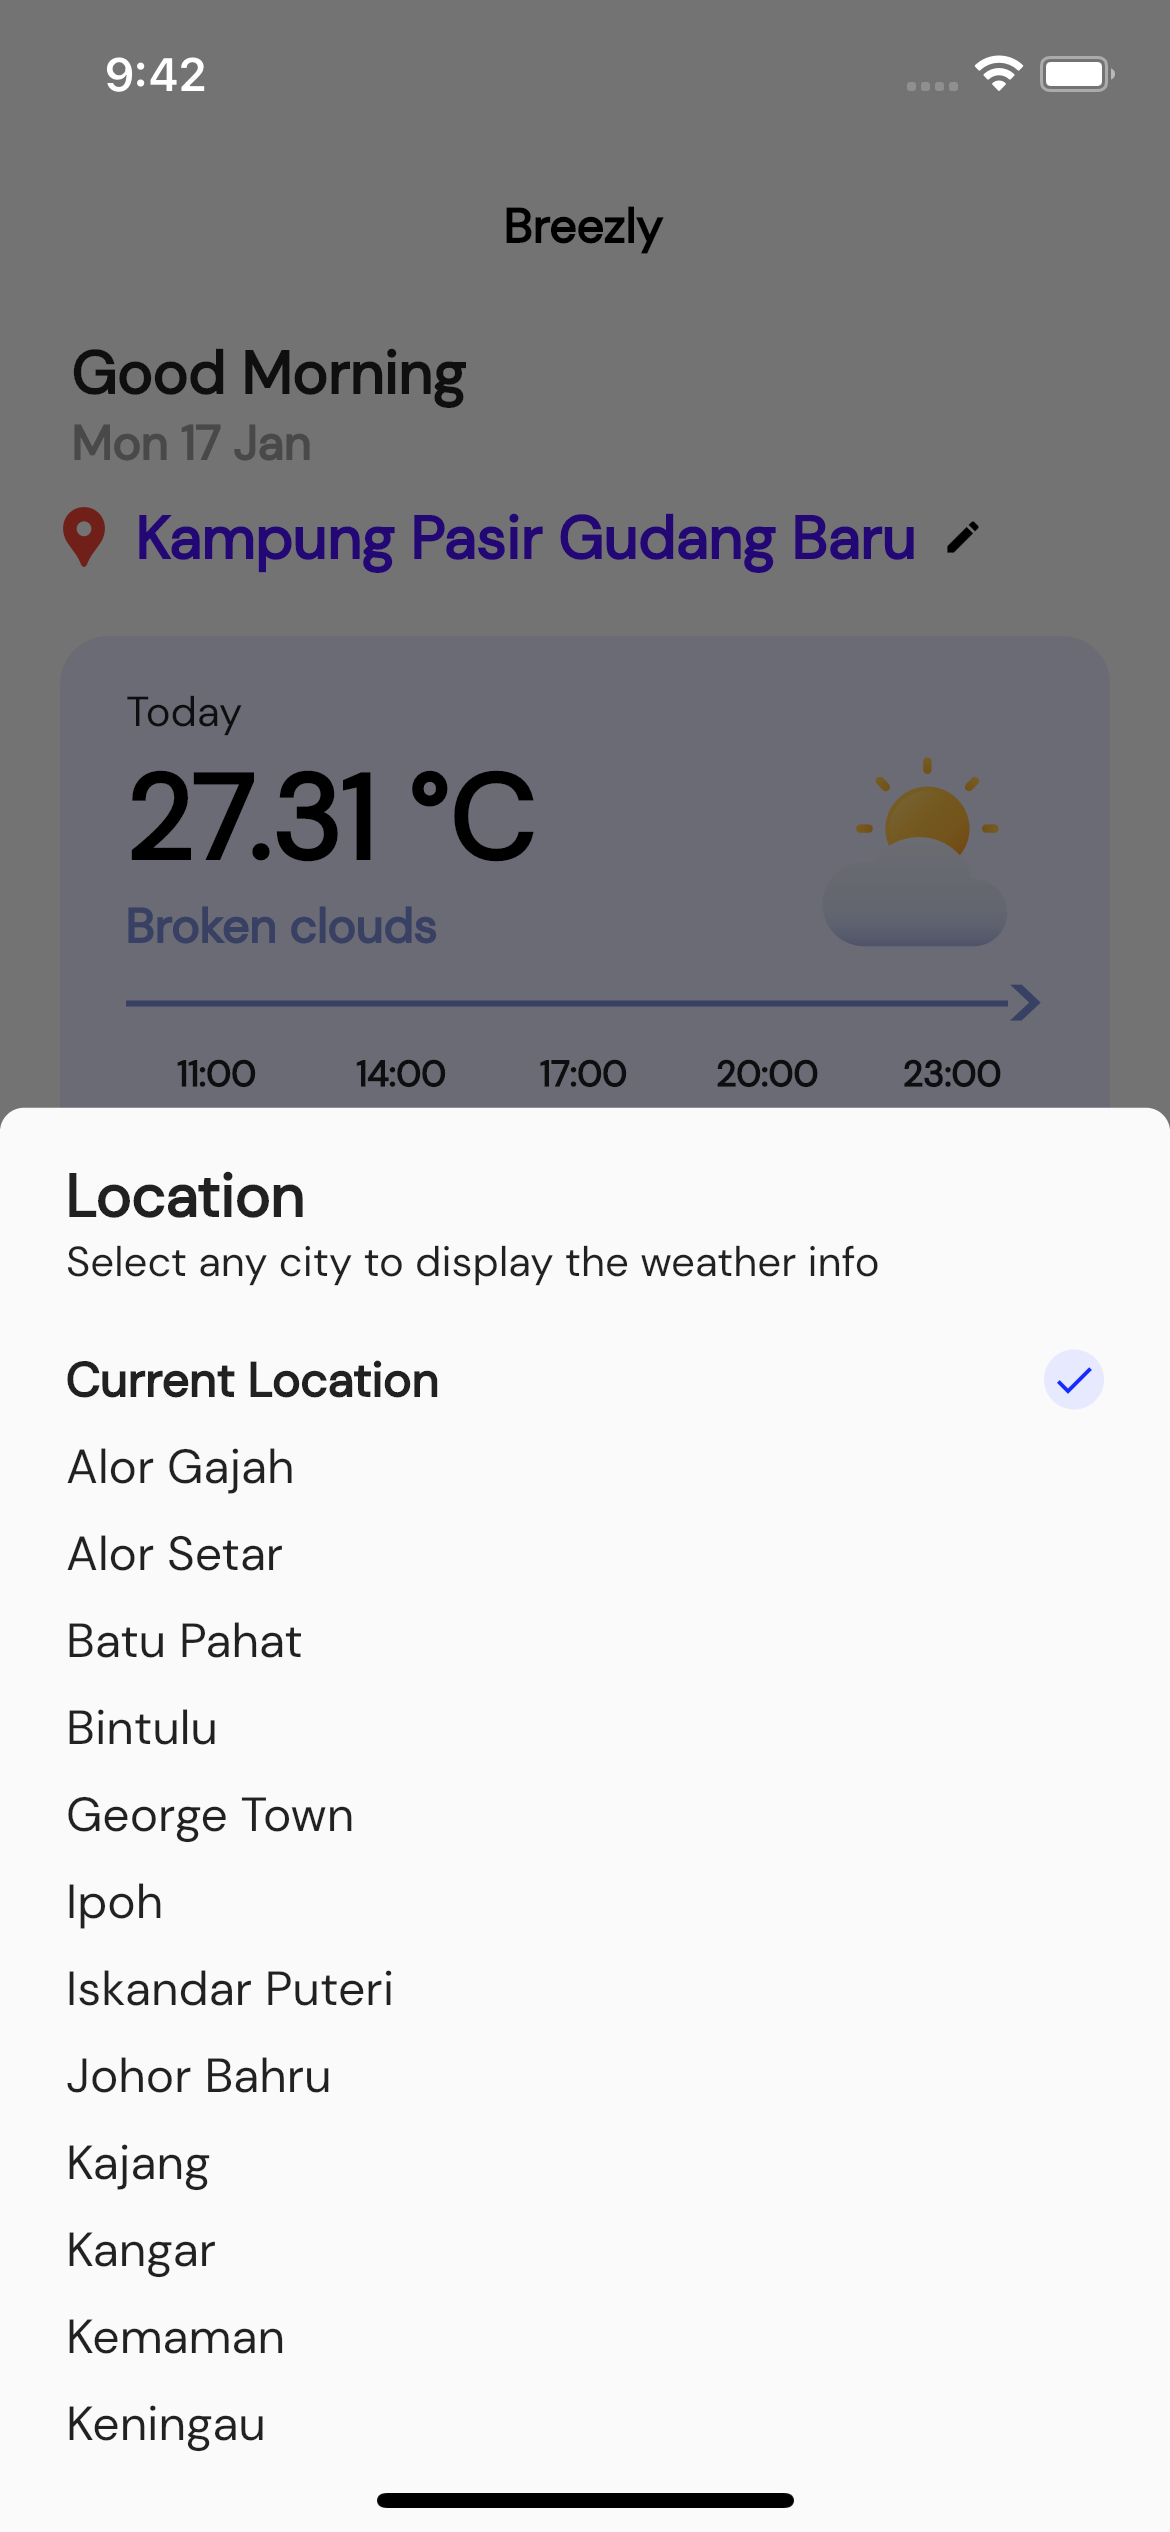 9:42
Breezly
Good Morning
Mon 17 Jan
Kampung Pasir Gudang Baru
Today
27.31 °C
Broken clouds
11:00 14:00 17:00 20:00 23:00
Location
Select any city to display the weather info
Current Location
Alor Gajah
Alor Setar
Batu Pahat
Bintulu
George Town
Ipoh
Iskandar Puteri
Johor Bahru
Kajang
Kangar
Kemaman
Keningau